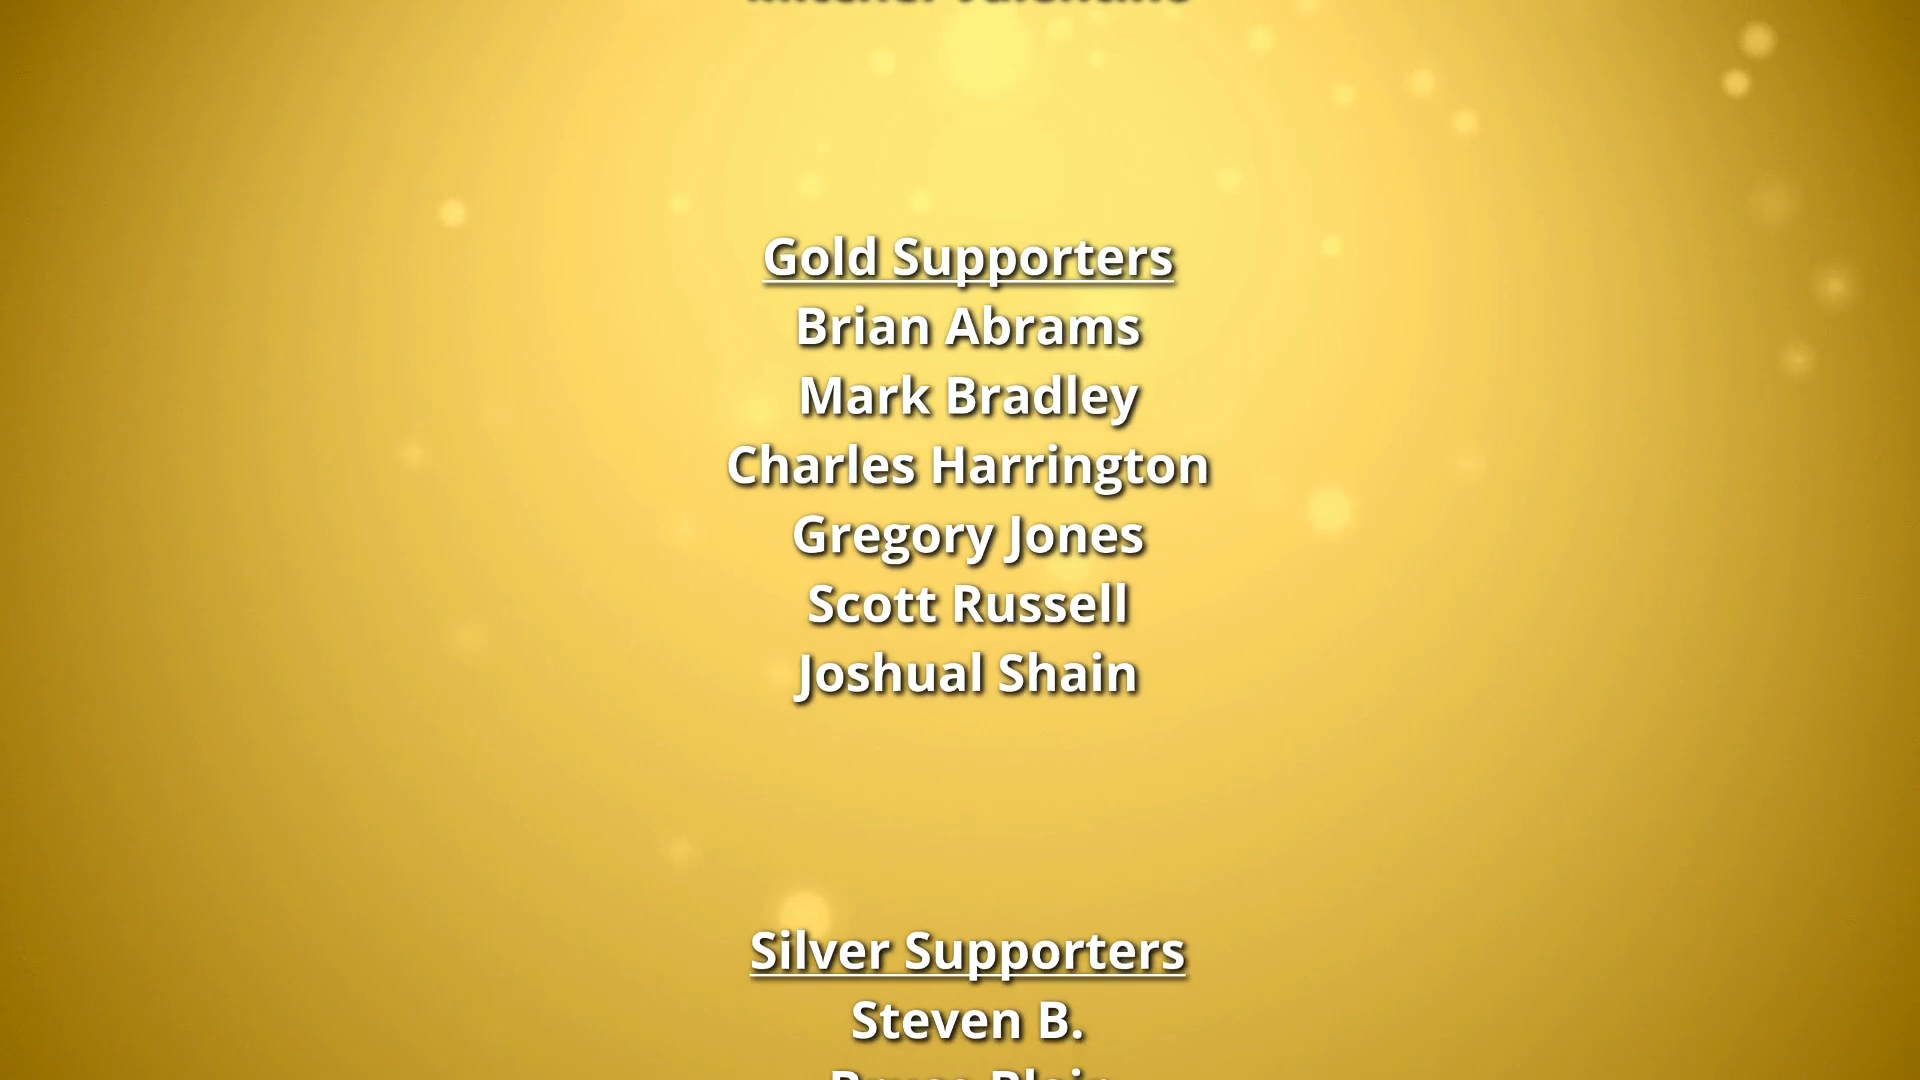 Gold Supporters
Brian Abrams
Mark Bradley
Charles Harrington
Gregory Jones
Scott Russell
Joshual Shain
Silver Supporters
Steven B.